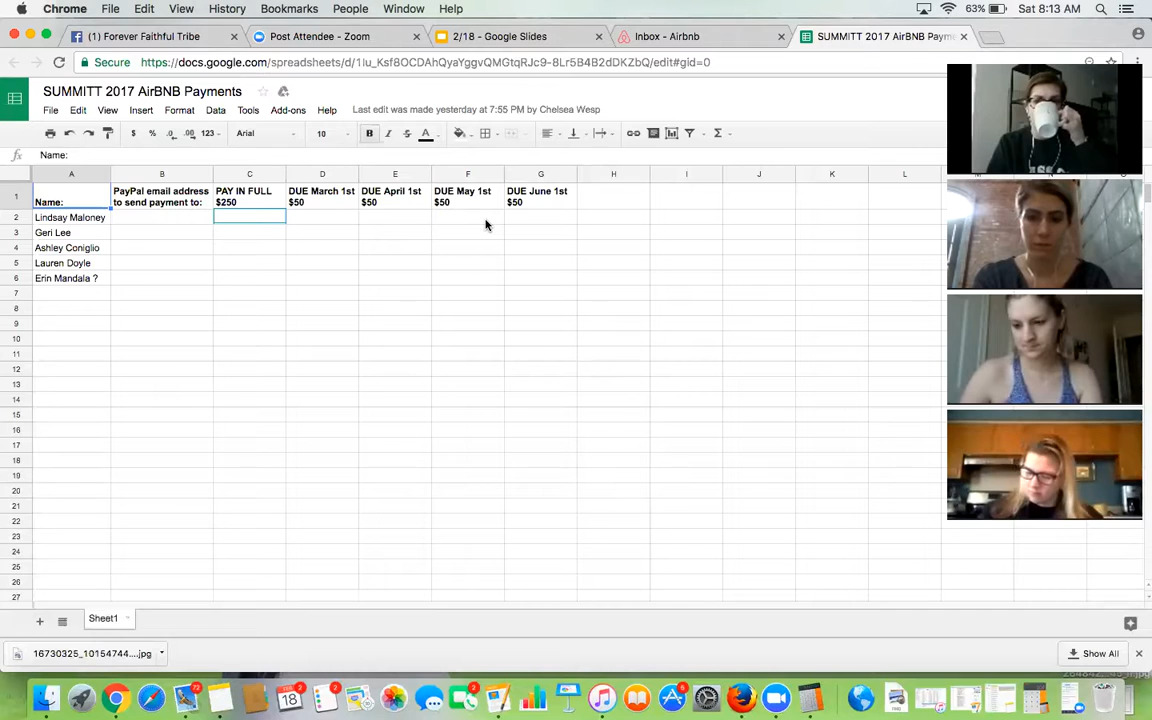 Chrome File Edit View History Bookmarks People Window Help 63% Sat 8:13 AM
(1) Forever Faithful Tribe × Post Attendee - Zoom × 2/18 - Google Slides × Inbox - Airbnb × SUMMITT 2017 AirBNB Paym ×
Secure https://docs.google.com/spreadsheets/d/1lu_Ksf8OCDAhQyaYggvQMGtqRJc9-8Lr5B4B2dDKZbQ/edit#gid=0
SUMMITT 2017 AirBNB Payments
File Edit View Insert Format Data Tools Add-ons Help Last edit was made yesterday at 7:55 PM by Chelsea Wesp
$ % .0 .00 123 Arial 10 B I S A Σ
fx Name:
A B C D E F G H I J K L M N O
1 Name: PayPal email address to send payment to: PAY IN FULL $250 DUE March 1st $50 DUE April 1st $50 DUE May 1st $50 DUE June 1st $50
2 Lindsay Maloney
3 Geri Lee
4 Ashley Coniglio
5 Lauren Doyle
6 Erin Mandala ?
7
8
9
10
11
12
13
14
15
16
17
18
19
20
21
22
23
24
25
26
27
Sheet1
16730325_10154744....jpg Show All